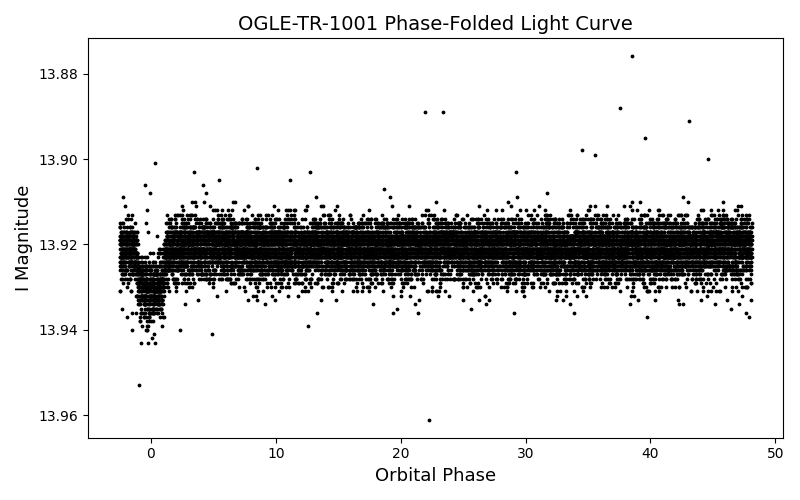 OGLE-TR-1001 Phase-Folded Light Curve
I Magnitude
13.88
13.90
13.92
13.94
13.96
0 10 20 30 40 50
Orbital Phase